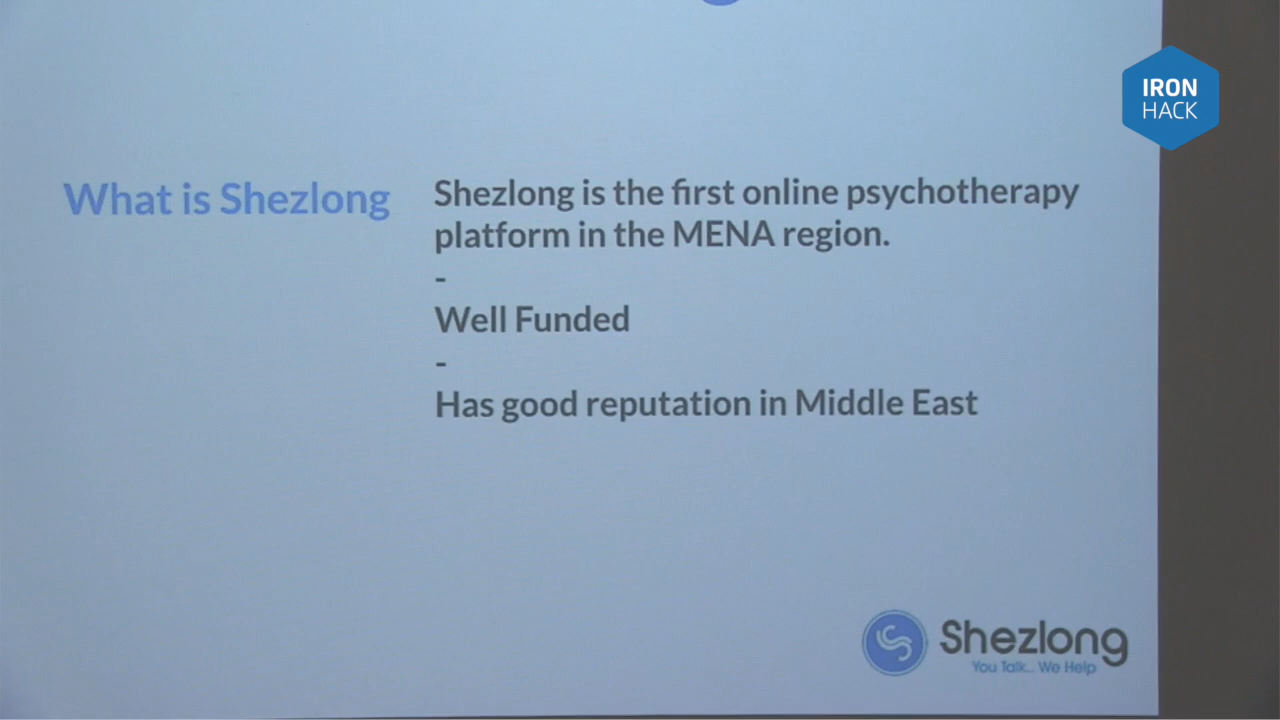 IRON
HACK
What is Shezlong
Shezlong is the first online psychotherapy
platform in the MENA region.
-
Well Funded
-
Has good reputation in Middle East
Shezlong
You Talk... We Help